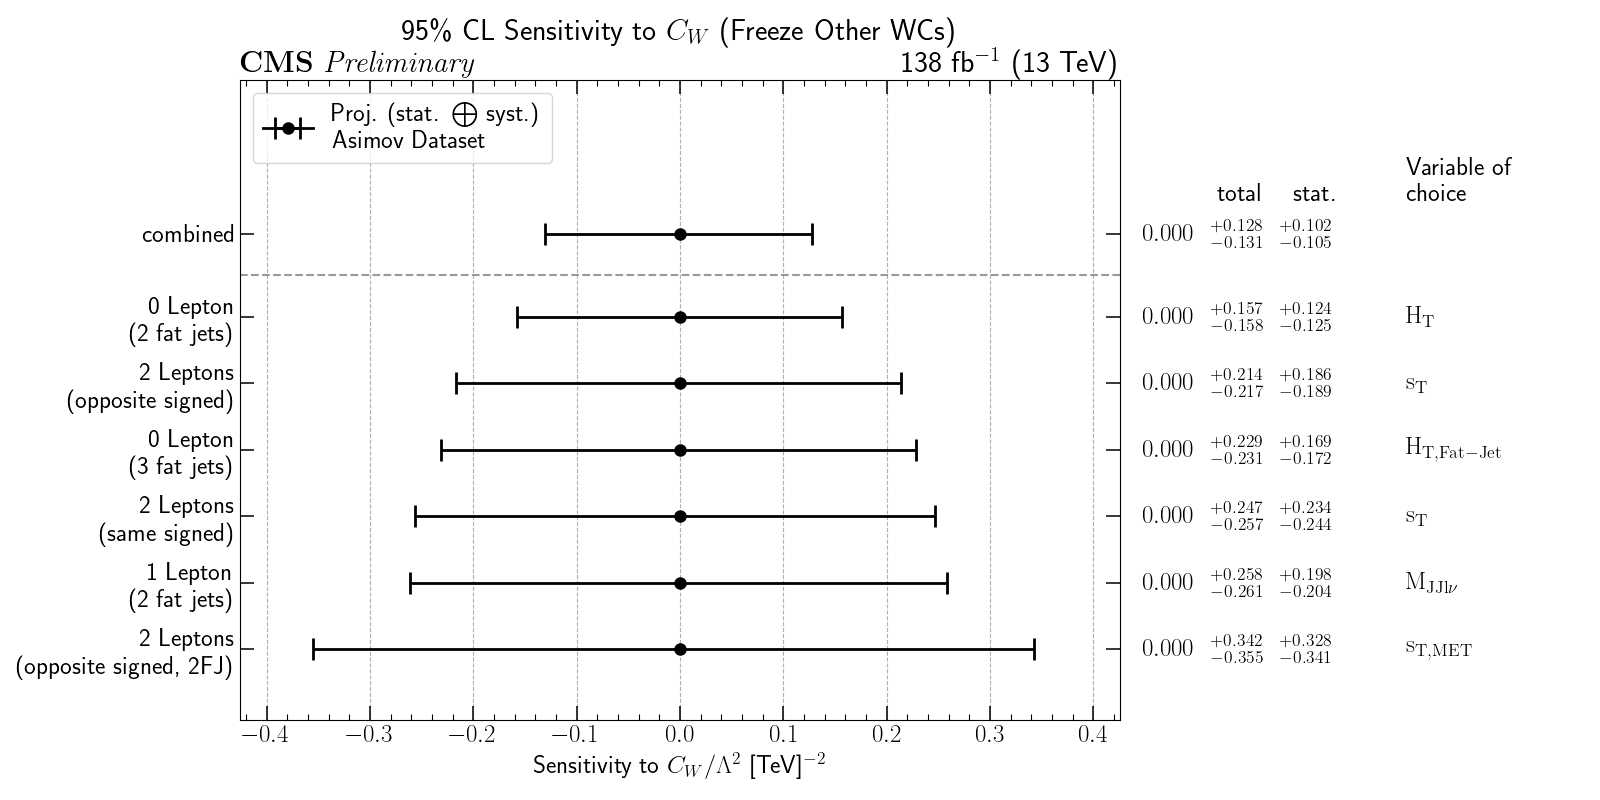 95% CL Sensitivity to C_W (Freeze Other WCs)
CMS Preliminary 138 fb⁻¹ (13 TeV)
Proj. (stat. ⨁ syst.)
Asimov Dataset
Variable of
total stat. choice
combined 0.000 +0.128 −0.131 +0.102 −0.105
0 Lepton
(2 fat jets) 0.000 +0.157 −0.158 +0.124 −0.125 H_T
2 Leptons
(opposite signed) 0.000 +0.214 −0.217 +0.186 −0.189 s_T
0 Lepton
(3 fat jets) 0.000 +0.229 −0.231 +0.169 −0.172 H_T,Fat−Jet
2 Leptons
(same signed) 0.000 +0.247 −0.257 +0.234 −0.244 s_T
1 Lepton
(2 fat jets) 0.000 +0.258 −0.261 +0.198 −0.204 M_JJlν
2 Leptons
(opposite signed, 2FJ) 0.000 +0.342 −0.355 +0.328 −0.341 s_T,MET
−0.4 −0.3 −0.2 −0.1 0.0 0.1 0.2 0.3 0.4
Sensitivity to C_W/Λ² [TeV]⁻²